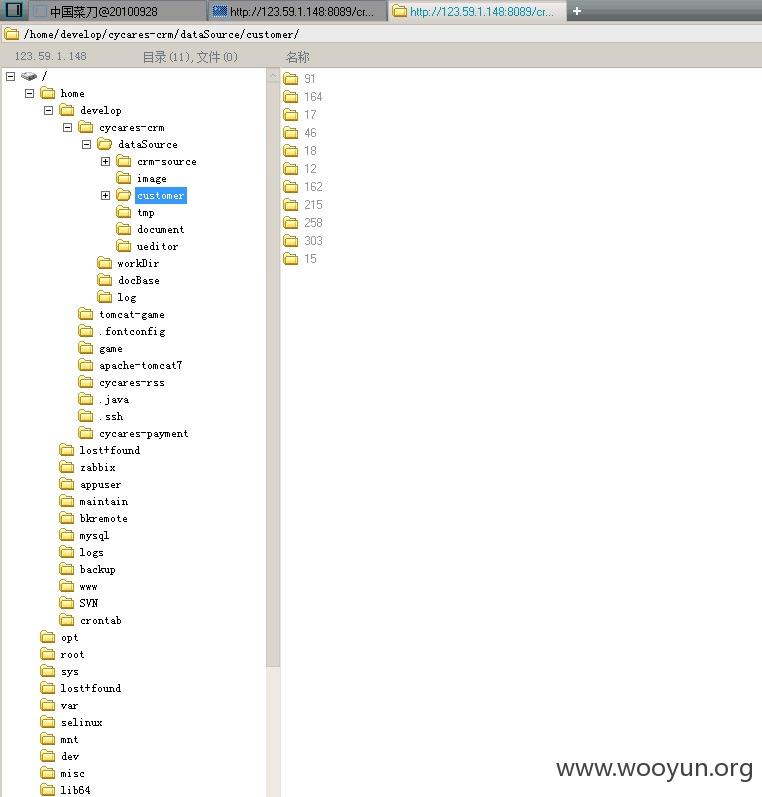 中国菜刀@20100928
http://123.59.1.148:8089/cr...
http://123.59.1.148:8089/cr...
/home/develop/cycares-crm/dataSource/customer/
123.59.1.148
目录(11),文件(0)
名称
/
home
develop
cycares-crm
dataSource
crm-source
image
customer
tmp
document
ueditor
workDir
docBase
log
tomcat-game
.fontconfig
game
apache-tomcat7
cycares-rss
.java
.ssh
cycares-payment
lost+found
zabbix
appuser
maintain
bkremote
mysql
logs
backup
www
SVN
crontab
opt
root
sys
lost+found
var
selinux
mnt
dev
misc
lib64
91
164
17
46
18
12
162
215
258
303
15
www.wooyun.org